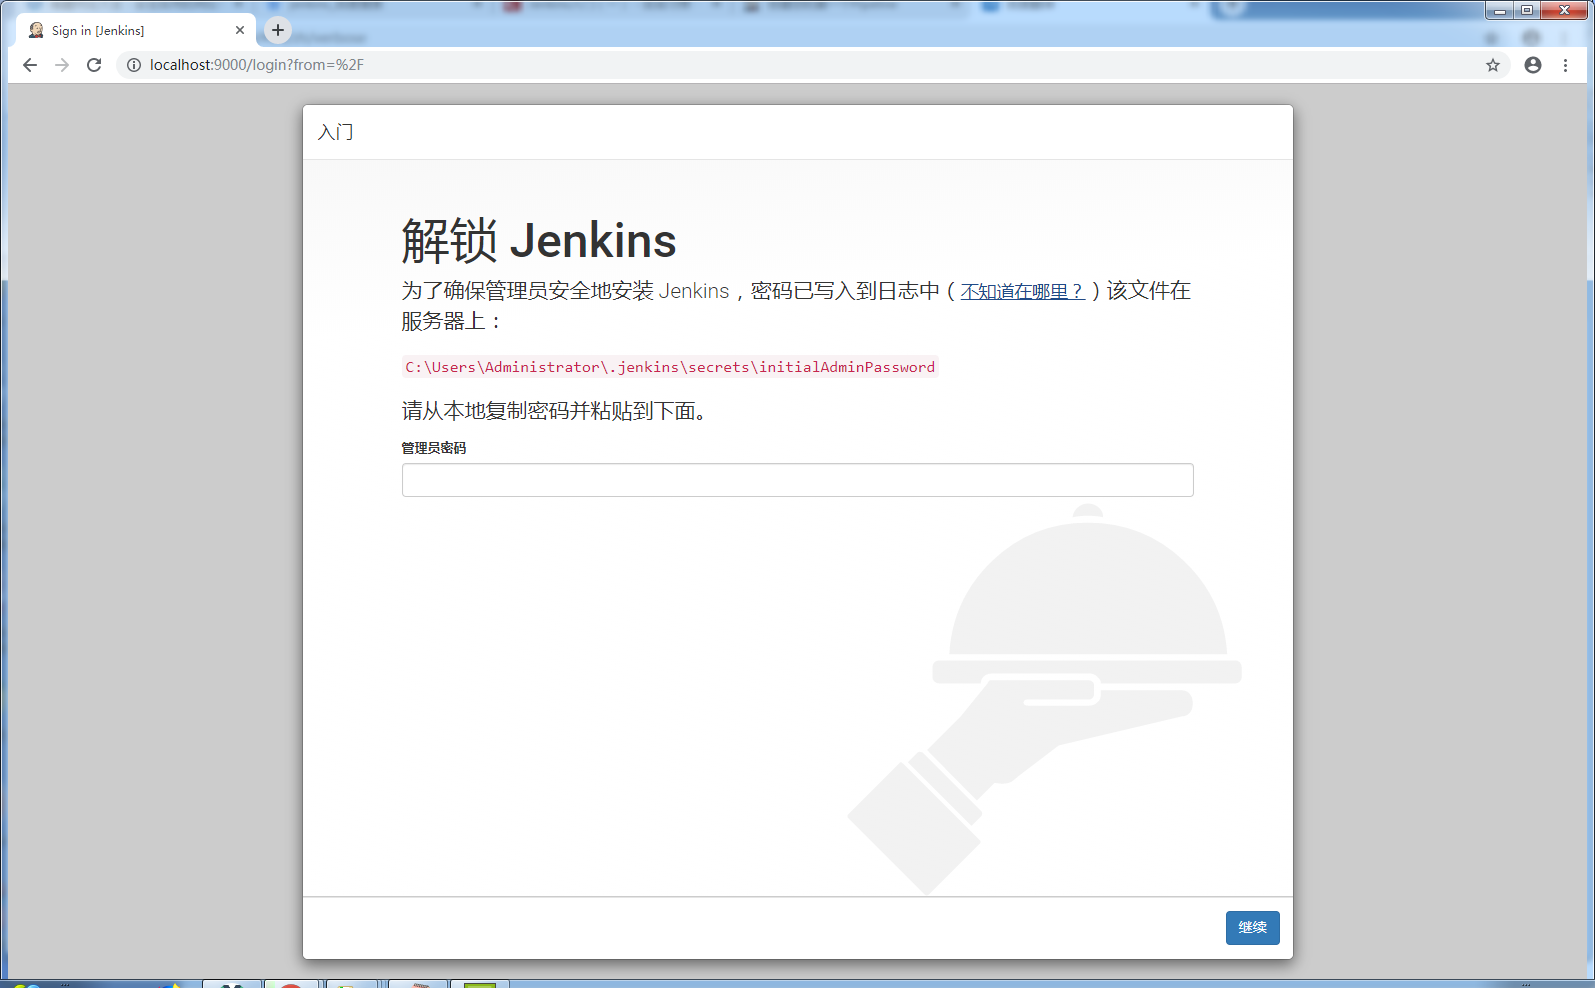 Sign in [Jenkins]
localhost:9000/login?from=%2F
入门
解锁 Jenkins
为了确保管理员安全地安装 Jenkins，密码已写入到日志中（不知道在哪里？）该文件在
服务器上：
C:\Users\Administrator\.jenkins\secrets\initialAdminPassword
请从本地复制密码并粘贴到下面。
管理员密码
继续